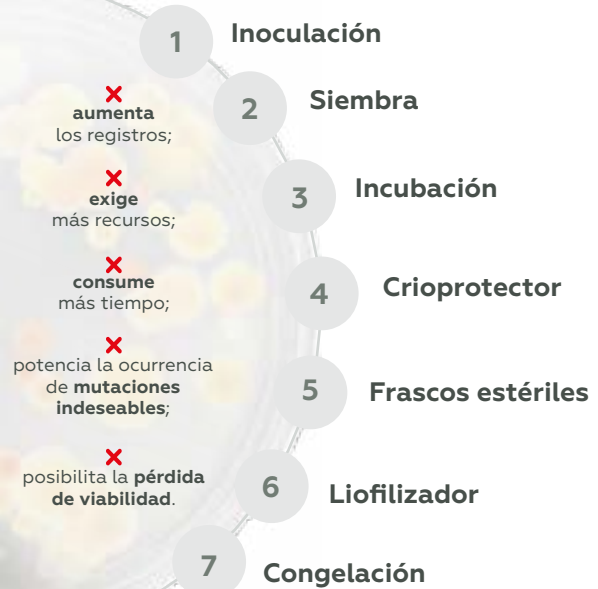 1 Inoculación
2 Siembra
3 Incubación
4 Crioprotector
5 Frascos estériles
6 Liofilizador
7 Congelación
aumenta
los registros;
exige
más recursos;
consume
más tiempo;
potencia la ocurrencia
de mutaciones
indeseables;
posibilita la pérdida
de viabilidad.